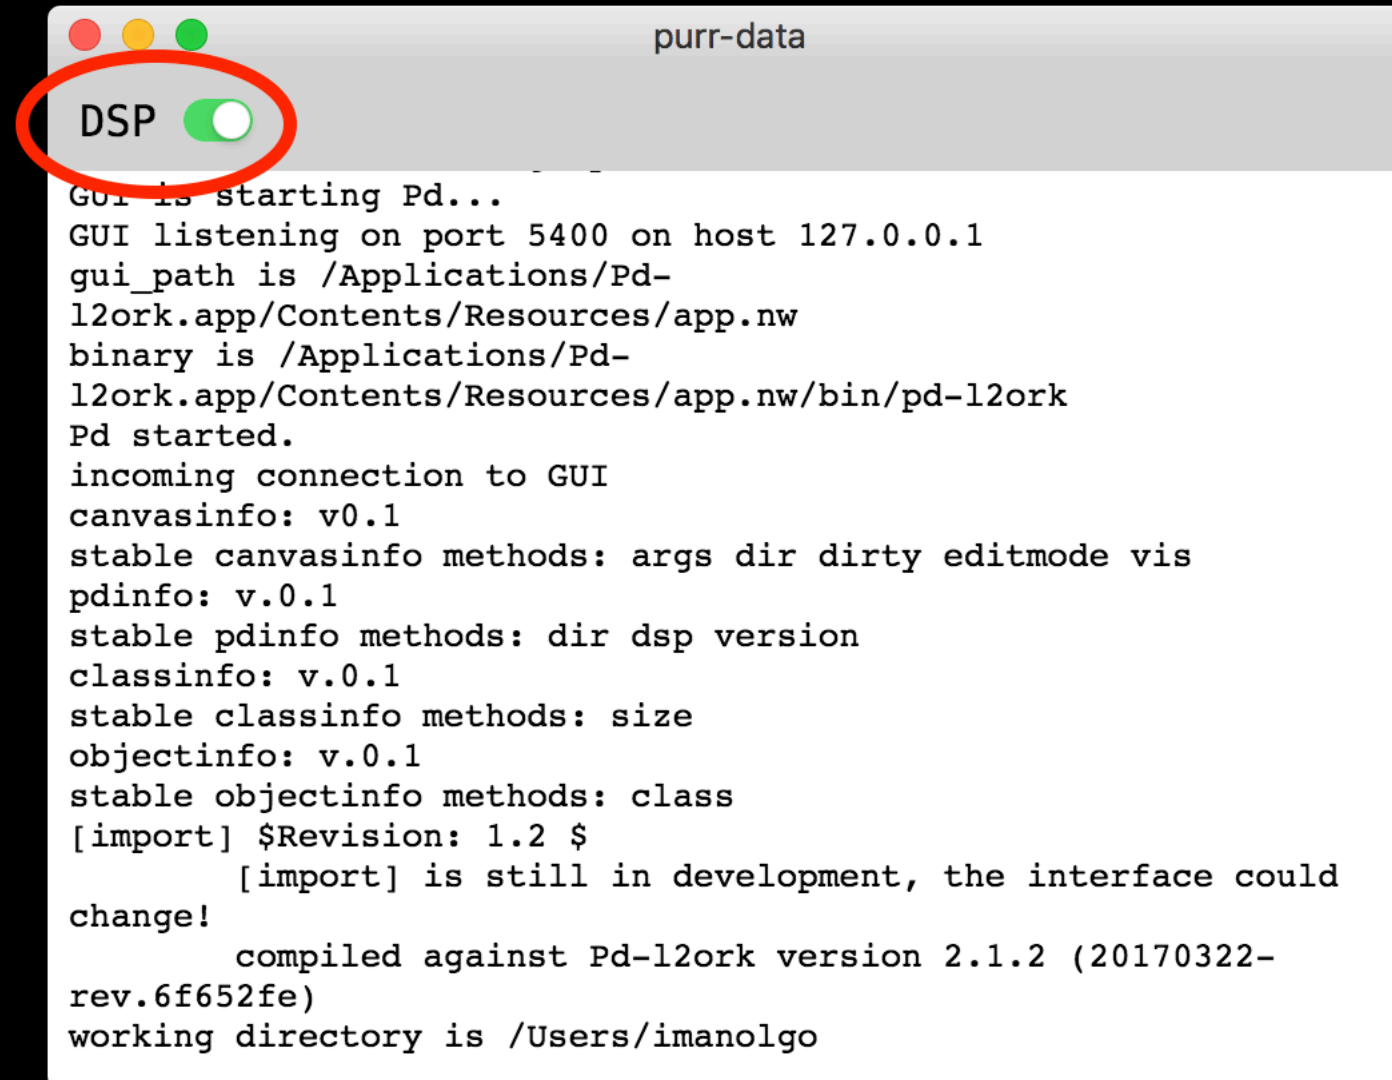 purr-data
DSP
GUI is starting Pd...
GUI listening on port 5400 on host 127.0.0.1
gui_path is /Applications/Pd-
l2ork.app/Contents/Resources/app.nw
binary is /Applications/Pd-
l2ork.app/Contents/Resources/app.nw/bin/pd-l2ork
Pd started.
incoming connection to GUI
canvasinfo: v0.1
stable canvasinfo methods: args dir dirty editmode vis
pdinfo: v.0.1
stable pdinfo methods: dir dsp version
classinfo: v.0.1
stable classinfo methods: size
objectinfo: v.0.1
stable objectinfo methods: class
[import] $Revision: 1.2 $
[import] is still in development, the interface could
change!
compiled against Pd-l2ork version 2.1.2 (20170322-
rev.6f652fe)
working directory is /Users/imanolgo